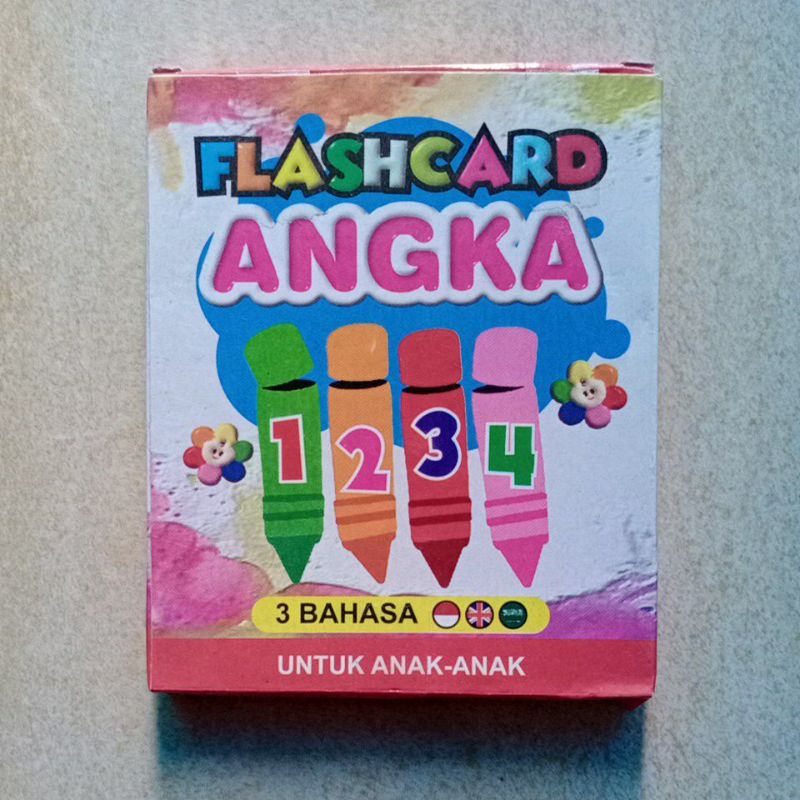 FLASHCARD
ANGKA
1 2 3 4
3 BAHASA
UNTUK ANAK-ANAK